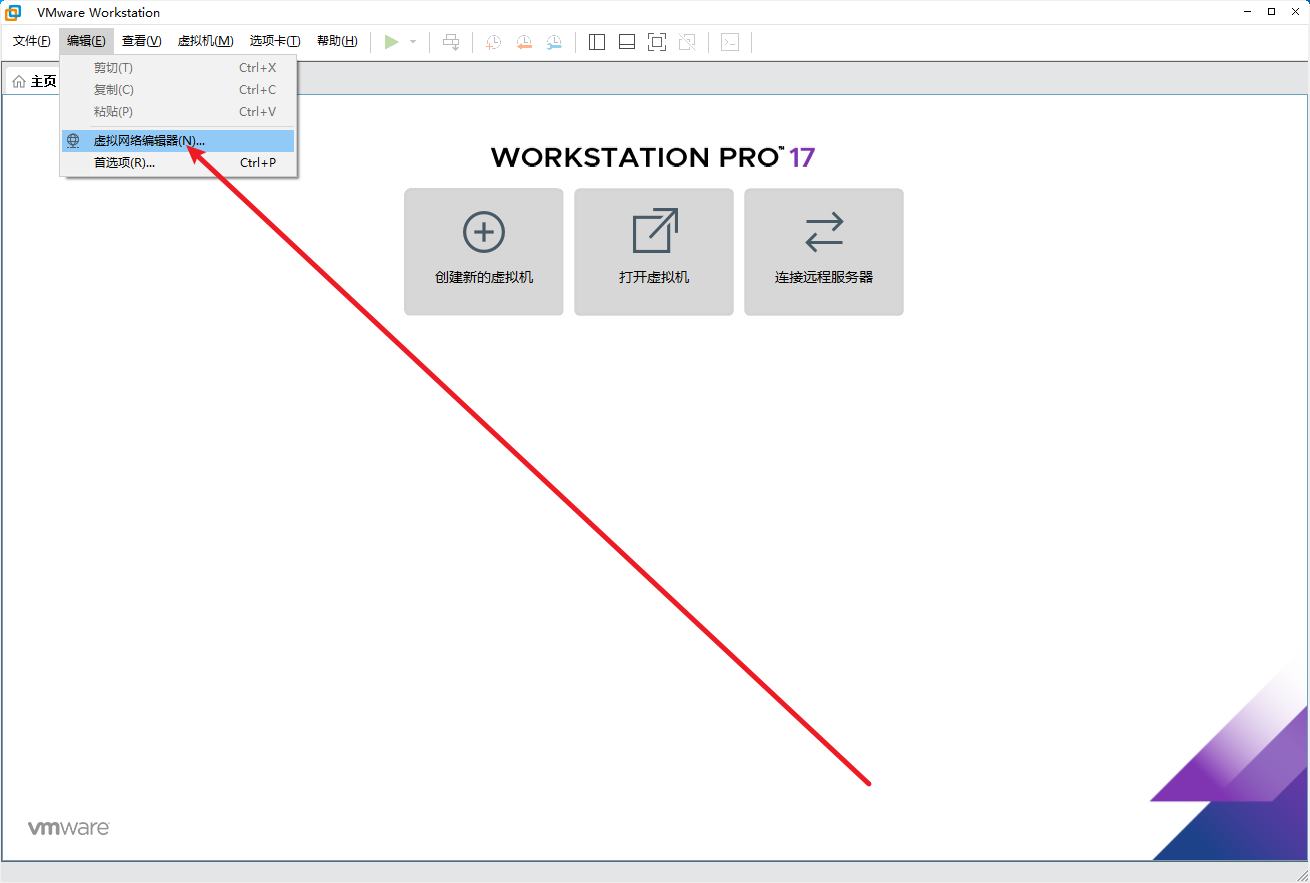 VMware Workstation
文件(F) 编辑(E) 查看(V) 虚拟机(M) 选项卡(T) 帮助(H)
主页
剪切(T) Ctrl+X
复制(C) Ctrl+C
粘贴(P) Ctrl+V
虚拟网络编辑器(N)...
首选项(R)... Ctrl+P
WORKSTATION PRO™ 17
创建新的虚拟机 打开虚拟机 连接远程服务器
vmware